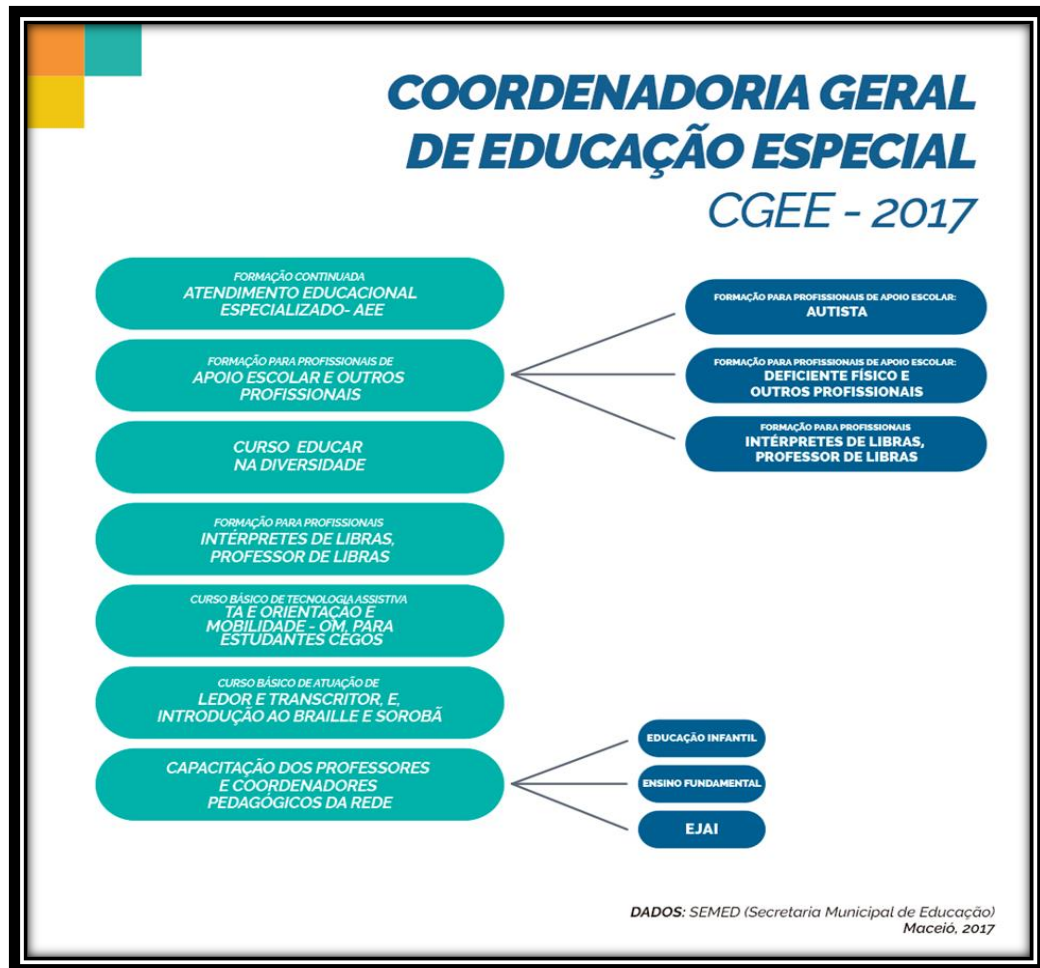 COORDENADORIA GERAL
DE EDUCAÇÃO ESPECIAL
CGEE - 2017
FORMAÇÃO CONTINUADA
ATENDIMENTO EDUCACIONAL
ESPECIALIZADO- AEE
FORMAÇÃO PARA PROFISSIONAIS DE
APOIO ESCOLAR E OUTROS
PROFISSIONAIS
FORMAÇÃO PARA PROFISSIONAIS DE APOIO ESCOLAR:
AUTISTA
FORMAÇÃO PARA PROFISSIONAIS DE APOIO ESCOLAR:
DEFICIENTE FÍSICO E
OUTROS PROFISSIONAIS
FORMAÇÃO PARA PROFISSIONAIS
INTÉRPRETES DE LIBRAS,
PROFESSOR DE LIBRAS
CURSO EDUCAR
NA DIVERSIDADE
FORMAÇÃO PARA PROFISSIONAIS
INTÉRPRETES DE LIBRAS,
PROFESSOR DE LIBRAS
CURSO BÁSICO DE TECNOLOGIA ASSISTIVA
TA E ORIENTAÇÃO E
MOBILIDADE - OM, PARA
ESTUDANTES CEGOS
CURSO BÁSICO DE ATUAÇÃO DE
LEDOR E TRANSCRITOR, E,
INTRODUÇÃO AO BRAILLE E SOROBÃ
CAPACITAÇÃO DOS PROFESSORES
E COORDENADORES
PEDAGÓGICOS DA REDE
EDUCAÇÃO INFANTIL
ENSINO FUNDAMENTAL
EJAI
DADOS: SEMED (Secretaria Municipal de Educação)
Maceió, 2017